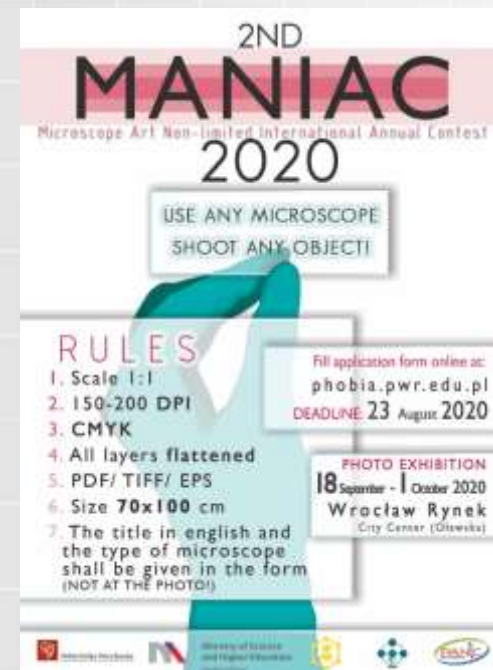 2ND
MANIAC
Microscope Art Non-limited International Annual Contest
2020
USE ANY MICROSCOPE
SHOOT ANY OBJECT!
RULES
1. Scale 1:1
2. 150-200 DPI
3. CMYK
4. All layers flattened
5. PDF/ TIFF/ EPS
6. Size 70x100 cm
7. The title in english and
the type of microscope
shall be given in the form
(NOT AT THE PHOTO!)
Fill application form online at:
phobia.pwr.edu.pl
DEADLINE: 23 August 2020
PHOTO EXHIBITION
18 September - 1 October 2020
Wrocław Rynek
City Center (Oławska)
Ministry of Science
and Higher Education